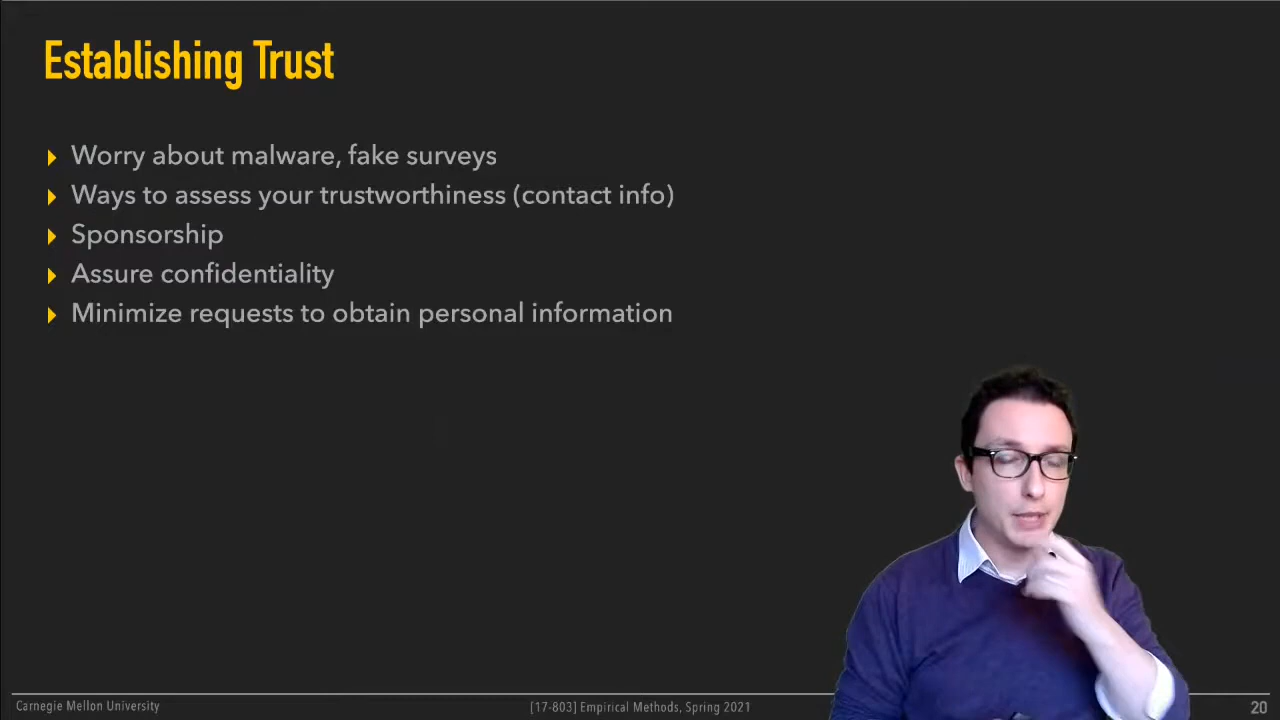 Establishing Trust
Worry about malware, fake surveys
Ways to assess your trustworthiness (contact info)
Sponsorship
Assure confidentiality
Minimize requests to obtain personal information
Carnegie Mellon University
[17-803] Empirical Methods, Spring 2021
20